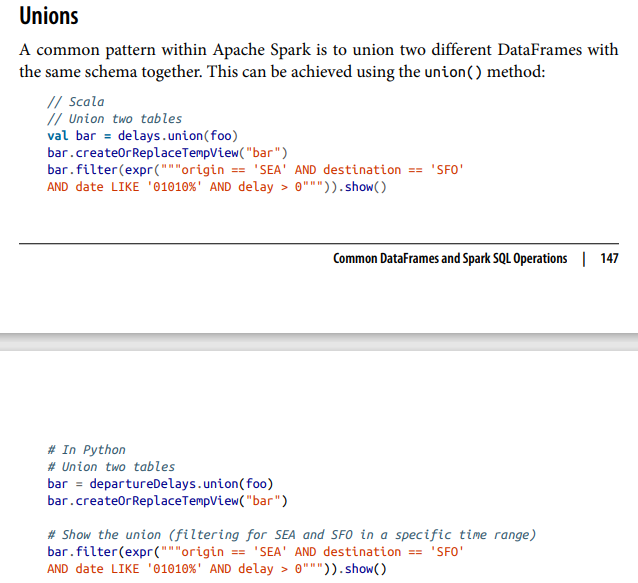 Unions
A common pattern within Apache Spark is to union two different DataFrames with
the same schema together. This can be achieved using the union() method:
// Scala
// Union two tables
val bar = delays.union(foo)
bar.createOrReplaceTempView("bar")
bar.filter(expr("""origin == 'SEA' AND destination == 'SFO'
AND date LIKE '01010%' AND delay > 0""")).show()
Common DataFrames and Spark SQL Operations | 147
# In Python
# Union two tables
bar = departureDelays.union(foo)
bar.createOrReplaceTempView("bar")
# Show the union (filtering for SEA and SFO in a specific time range)
bar.filter(expr("""origin == 'SEA' AND destination == 'SFO'
AND date LIKE '01010%' AND delay > 0""")).show()